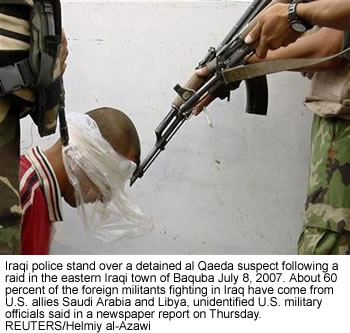 Iraqi police stand over a detained al Qaeda suspect following a
raid in the eastern Iraqi town of Baquba July 8, 2007. About 60
percent of the foreign militants fighting in Iraq have come from
U.S. allies Saudi Arabia and Libya, unidentified U.S. military
officials said in a newspaper report on Thursday.
REUTERS/Helmiy al-Azawi